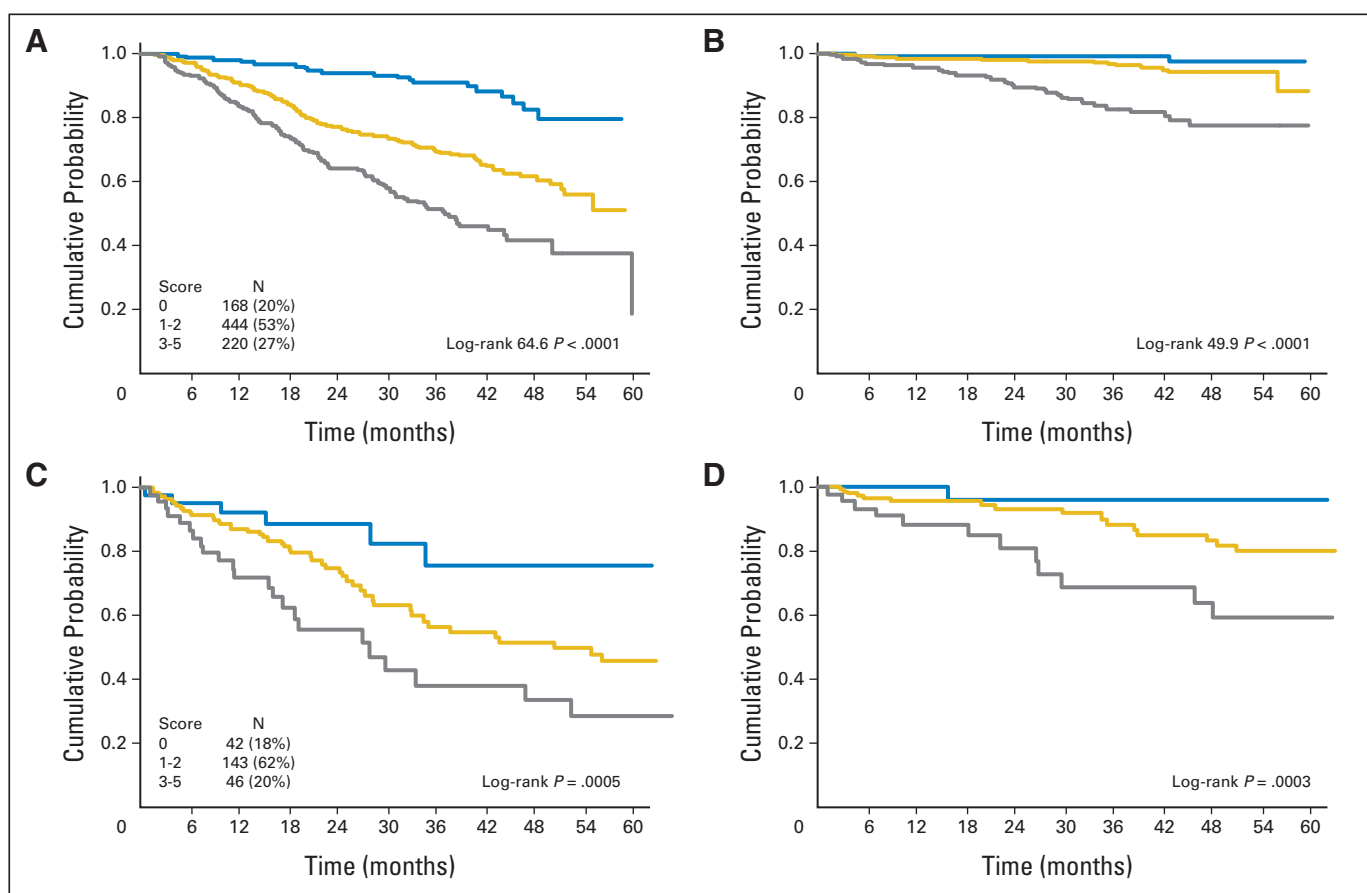 A
Cumulative Probability
1.0
0.8
0.6
0.4
0.2
Score N
0 168 (20%)
1-2 444 (53%)
3-5 220 (27%)
Log-rank 64.6 P < .0001
0 6 12 18 24 30 36 42 48 54 60
Time (months)
B
Cumulative Probability
1.0
0.8
0.6
0.4
0.2
Log-rank 49.9 P < .0001
0 6 12 18 24 30 36 42 48 54 60
Time (months)
C
Cumulative Probability
1.0
0.8
0.6
0.4
0.2
Score N
0 42 (18%)
1-2 143 (62%)
3-5 46 (20%)
Log-rank P = .0005
0 6 12 18 24 30 36 42 48 54 60
Time (months)
D
Cumulative Probability
1.0
0.8
0.6
0.4
0.2
Log-rank P = .0003
0 6 12 18 24 30 36 42 48 54 60
Time (months)